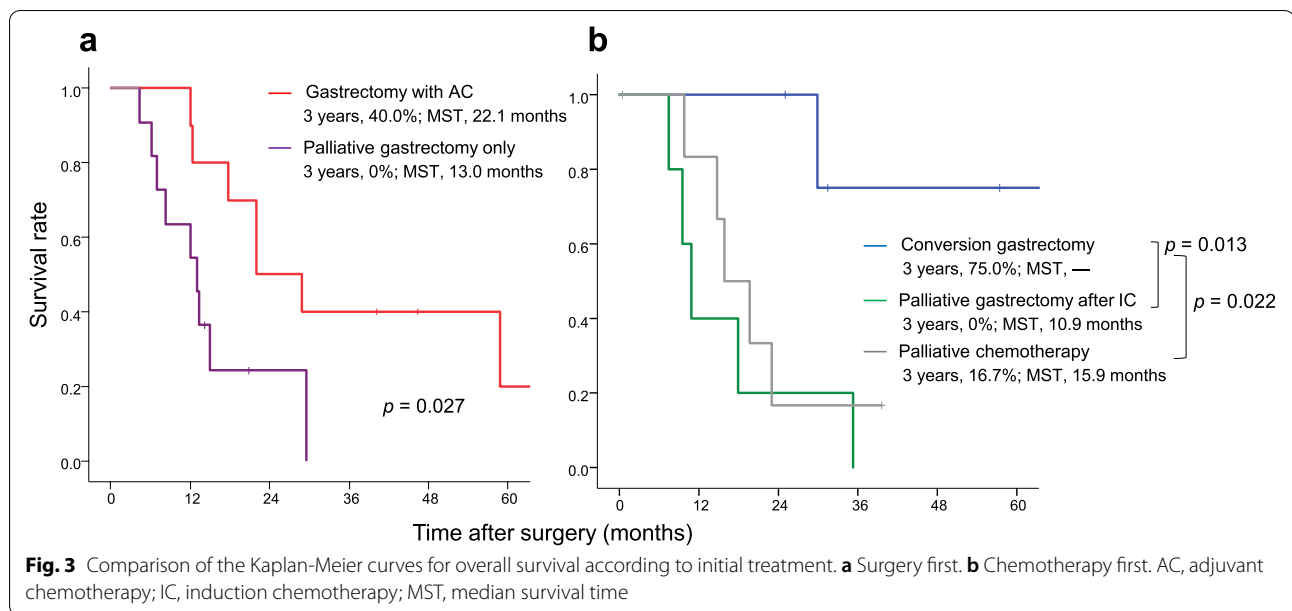 a
Survival rate
1.0
0.8
0.6
0.4
0.2
0.0
0 12 24 36 48 60
Gastrectomy with AC
3 years, 40.0%; MST, 22.1 months
Palliative gastrectomy only
3 years, 0%; MST, 13.0 months
p = 0.027
b
1.0
0.8
0.6
0.4
0.2
0.0
0 12 24 36 48 60
Conversion gastrectomy
3 years, 75.0%; MST, —
Palliative gastrectomy after IC
3 years, 0%; MST, 10.9 months
Palliative chemotherapy
3 years, 16.7%; MST, 15.9 months
p = 0.013
p = 0.022
Time after surgery (months)
Fig. 3 Comparison of the Kaplan-Meier curves for overall survival according to initial treatment. a Surgery first. b Chemotherapy first. AC, adjuvant
chemotherapy; IC, induction chemotherapy; MST, median survival time